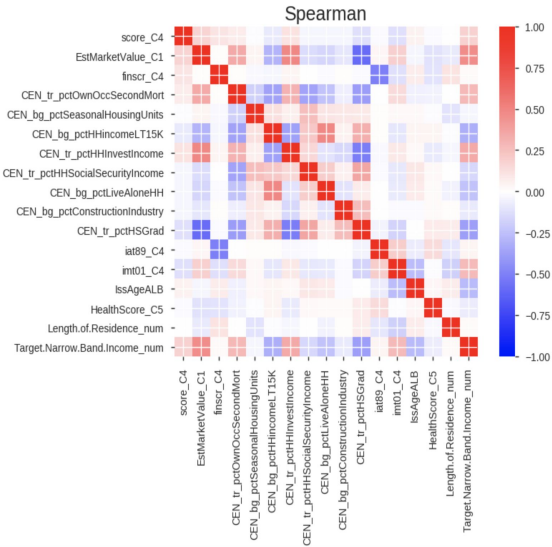 Spearman
score_C4
EstMarketValue_C1
finscr_C4
CEN_tr_pctOwnOccSecondMort
CEN_bg_pctSeasonalHousingUnits
CEN_bg_pctHHincomeLT15K
CEN_tr_pctHHInvestIncome
CEN_tr_pctHHSocialSecurityIncome
CEN_bg_pctLiveAloneHH
CEN_bg_pctConstructionIndustry
CEN_tr_pctHSGrad
iat89_C4
imt01_C4
IssAgeALB
HealthScore_C5
Length.of.Residence_num
Target.Narrow.Band.Income_num
score_C4
EstMarketValue_C1
finscr_C4
CEN_tr_pctOwnOccSecondMort
CEN_bg_pctSeasonalHousingUnits
CEN_bg_pctHHincomeLT15K
CEN_tr_pctHHInvestIncome
CEN_tr_pctHHSocialSecurityIncome
CEN_bg_pctLiveAloneHH
CEN_bg_pctConstructionIndustry
CEN_tr_pctHSGrad
iat89_C4
imt01_C4
IssAgeALB
HealthScore_C5
Length.of.Residence_num
Target.Narrow.Band.Income_num
1.00
0.75
0.50
0.25
0.00
−0.25
−0.50
−0.75
−1.00